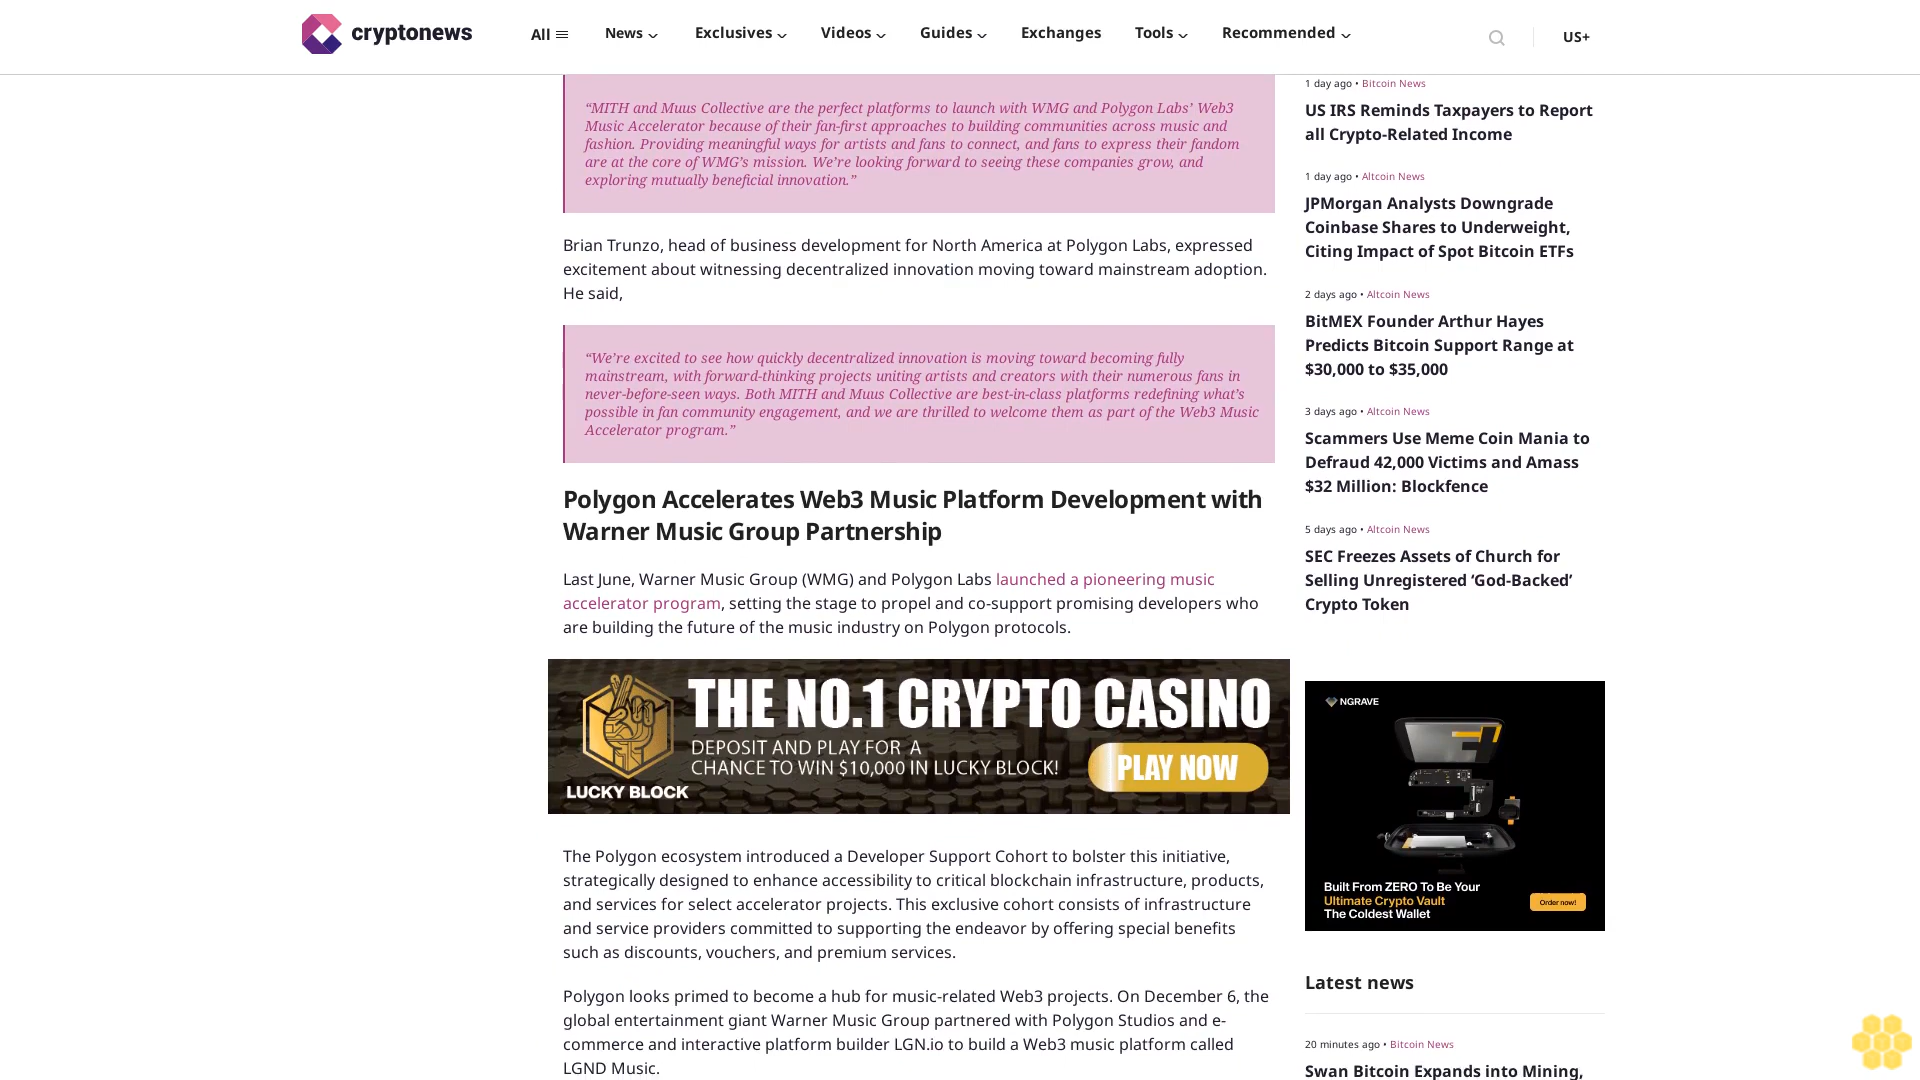 cryptonews
All
News
Exclusives
Videos
Guides
Exchanges
Tools
Recommended
US+
“MITH and Muus Collective are the perfect platforms to launch with WMG and Polygon Labs’ Web3
Music Accelerator because of their fan-first approaches to building communities across music and
fashion. Providing meaningful ways for artists and fans to connect, and fans to express their fandom
are at the core of WMG’s mission. We’re looking forward to seeing these companies grow, and
exploring mutually beneficial innovation.”
Brian Trunzo, head of business development for North America at Polygon Labs, expressed
excitement about witnessing decentralized innovation moving toward mainstream adoption.
He said,
“We’re excited to see how quickly decentralized innovation is moving toward becoming fully
mainstream, with forward-thinking projects uniting artists and creators with their numerous fans in
never-before-seen ways. Both MITH and Muus Collective are best-in-class platforms redefining what’s
possible in fan community engagement, and we are thrilled to welcome them as part of the Web3 Music
Accelerator program.”
Polygon Accelerates Web3 Music Platform Development with
Warner Music Group Partnership
Last June, Warner Music Group (WMG) and Polygon Labs launched a pioneering music
accelerator program, setting the stage to propel and co-support promising developers who
are building the future of the music industry on Polygon protocols.
THE NO.1 CRYPTO CASINO
DEPOSIT AND PLAY FOR A
CHANCE TO WIN $10,000 IN LUCKY BLOCK!
PLAY NOW
LUCKY BLOCK
The Polygon ecosystem introduced a Developer Support Cohort to bolster this initiative,
strategically designed to enhance accessibility to critical blockchain infrastructure, products,
and services for select accelerator projects. This exclusive cohort consists of infrastructure
and service providers committed to supporting the endeavor by offering special benefits
such as discounts, vouchers, and premium services.
Polygon looks primed to become a hub for music-related Web3 projects. On December 6, the
global entertainment giant Warner Music Group partnered with Polygon Studios and e-
commerce and interactive platform builder LGN.io to build a Web3 music platform called
LGND Music.
1 day ago • Bitcoin News
US IRS Reminds Taxpayers to Report
all Crypto-Related Income
1 day ago • Altcoin News
JPMorgan Analysts Downgrade
Coinbase Shares to Underweight,
Citing Impact of Spot Bitcoin ETFs
2 days ago • Altcoin News
BitMEX Founder Arthur Hayes
Predicts Bitcoin Support Range at
$30,000 to $35,000
3 days ago • Altcoin News
Scammers Use Meme Coin Mania to
Defraud 42,000 Victims and Amass
$32 Million: Blockfence
5 days ago • Altcoin News
SEC Freezes Assets of Church for
Selling Unregistered ‘God-Backed’
Crypto Token
NGRAVE
Built From ZERO To Be Your
Ultimate Crypto Vault
The Coldest Wallet
Order now!
Latest news
20 minutes ago • Bitcoin News
Swan Bitcoin Expands into Mining,